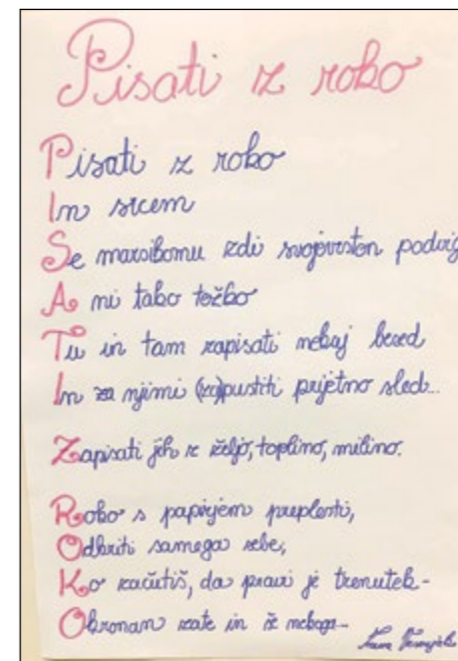 Pisati z roko
Pisati z roko
In srcem
Se marsikomu zdi svojevrsten podvig
A ni tako težko
Tu in tam zapisati nekaj besed
In za njimi (za)pustiti prijetno sled...
Zapisati jih z željo, toplino, milino.
Roko s papirjem preplesti,
Odkriti samega sebe,
Ko začutiš, da pravi je trenutek -
Okronan zate in še nekoga...